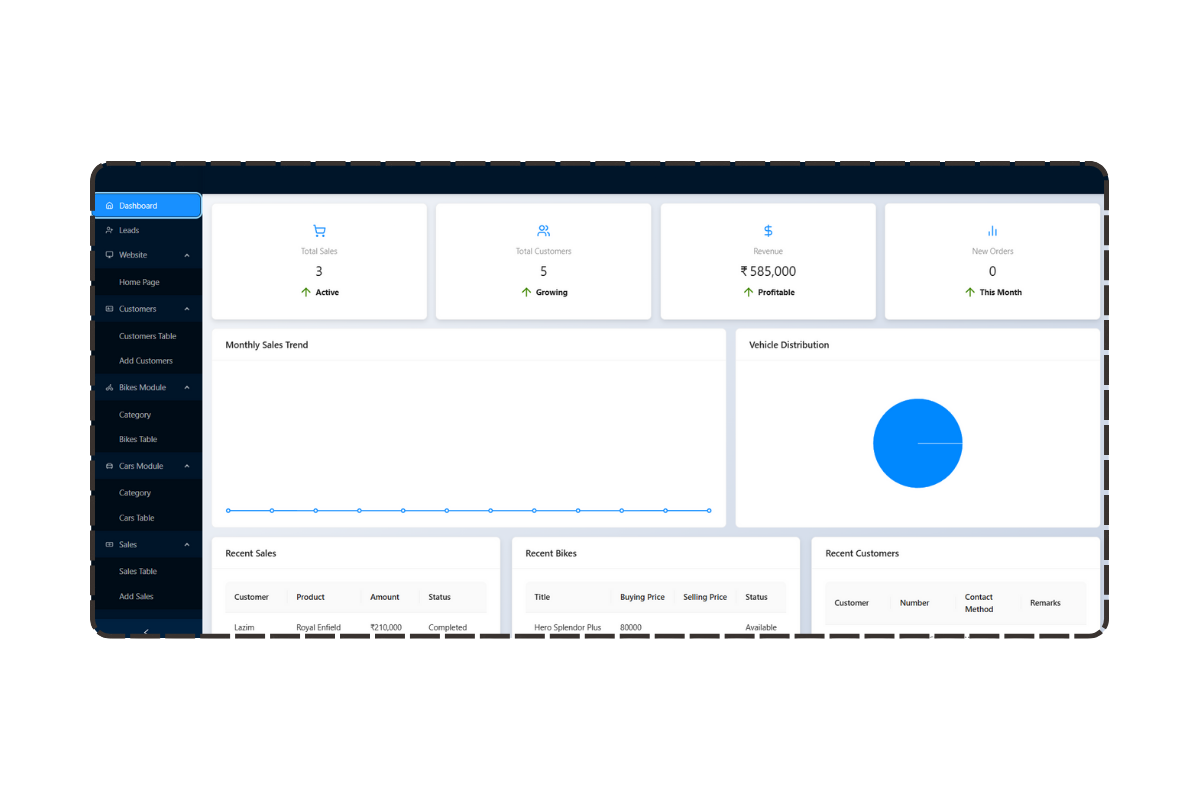 Dashboard
Leads
Website
Home Page
Customers
Customers Table
Add Customers
Bikes Module
Category
Bikes Table
Cars Module
Category
Cars Table
Sales
Sales Table
Add Sales
Total Sales
3
Active
Total Customers
5
Growing
Revenue
₹ 585,000
Profitable
New Orders
0
This Month
Monthly Sales Trend
Vehicle Distribution
Recent Sales
Customer Product Amount Status
Lazim Royal Enfield ₹210,000 Completed
Recent Bikes
Title Buying Price Selling Price Status
Hero Splendor Plus 80000 Available
Recent Customers
Customer Number Contact Method Remarks